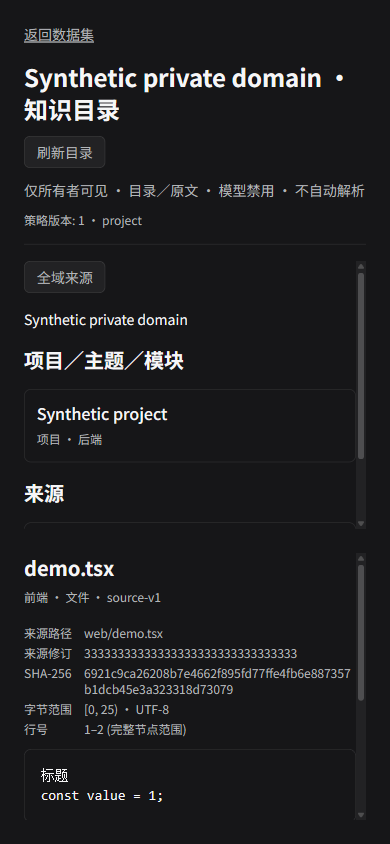 返回数据集
Synthetic private domain ·
知识目录
刷新目录
仅所有者可见 · 目录／原文 · 模型禁用 · 不自动解析
策略版本: 1 · project
全域来源
Synthetic private domain
项目／主题／模块
Synthetic project
项目 · 后端
来源
demo.tsx
前端 · 文件 · source-v1
来源路径 web/demo.tsx
来源修订 3333333333333333333333333333333333
SHA-256 6921c9ca26208b7e4662f895fd77ffe4fb6e887357
b1dcb45e3a323318d73079
字节范围 [0, 25) · UTF-8
行号 1–2 (完整节点范围)
标题
const value = 1;